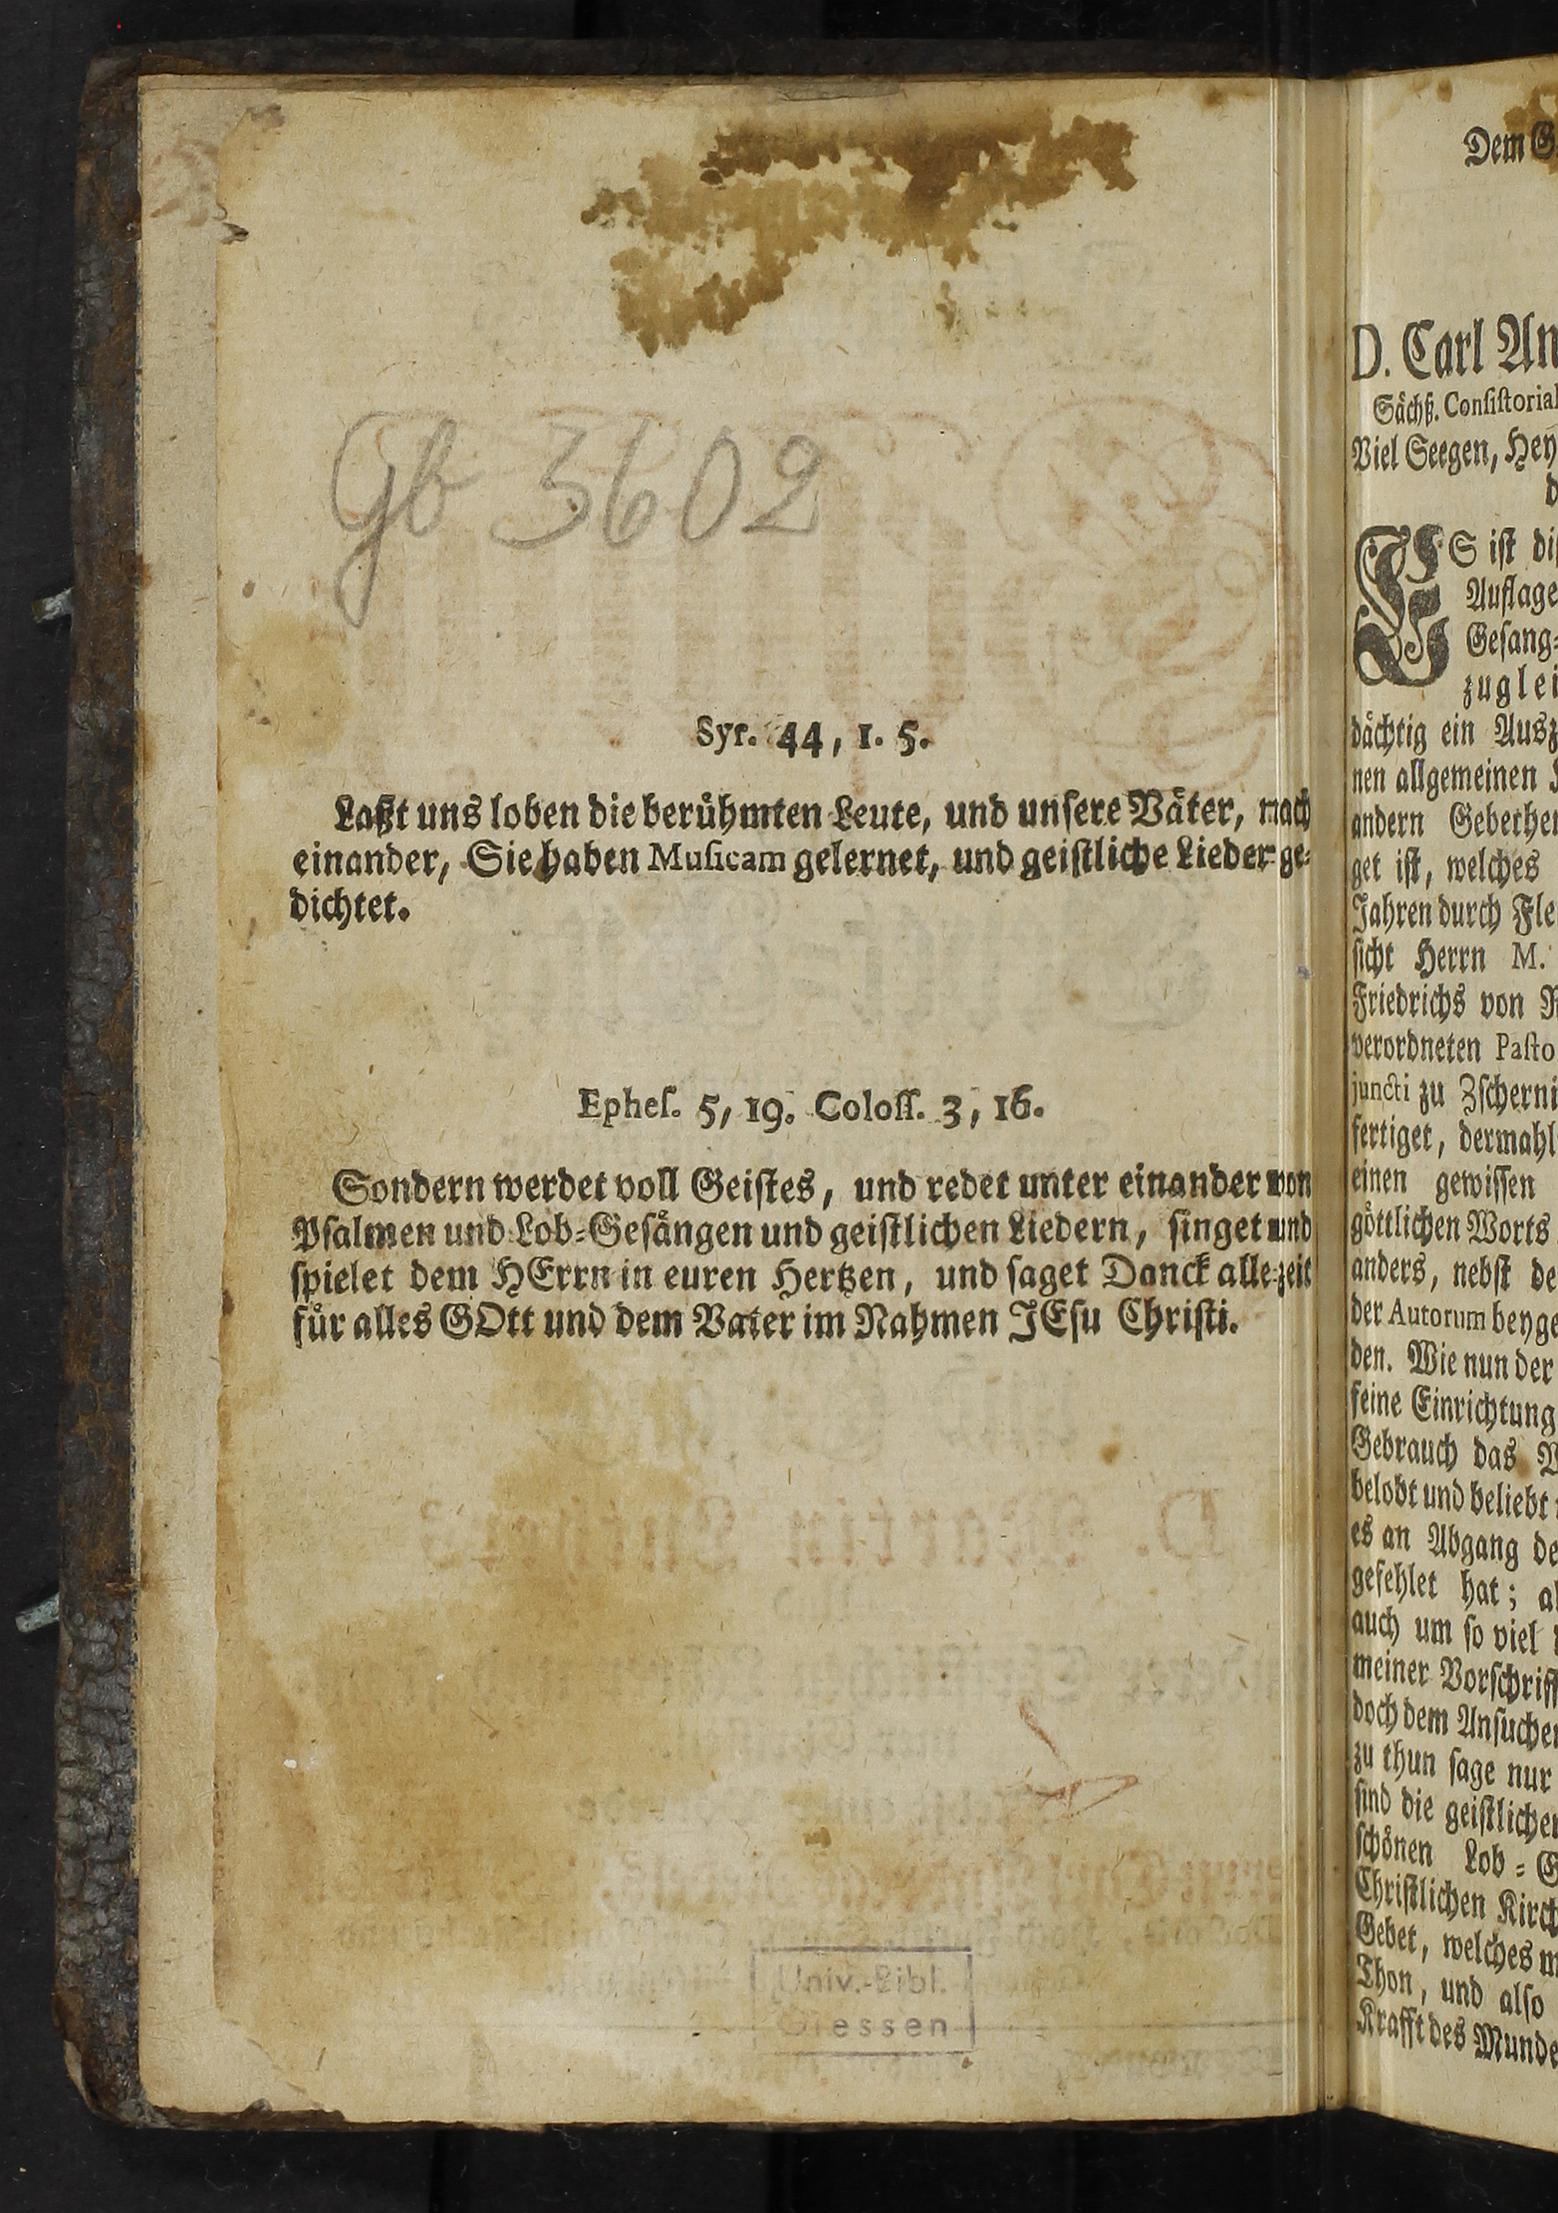 Gb 3602
Syr. 44, 1. 5.
Laßt uns loben die berühmten Leute, und unsere Väter, nach
einander, Sie haben Musicam gelernet, und geistliche Lieder ge-
dichtet.
Ephes. 5, 19. Coloss. 3, 16.
Sondern werdet voll Geistes, und redet unter einander von
Psalmen und Lob-Gesängen und geistlichen Liedern, singet und
spielet dem HErrn in euren Hertzen, und saget Danck allezeit
für alles GOtt und dem Vater im Nahmen JEsu Christi.
Univ.-Bibl.
Giessen
Dem G
D. Carl An
Sächß. Consistorial
Viel Seegen, Hey
d
ES ist di
Auflage
Gesang-
zuglei
dächtig ein Ausz
nen allgemeinen
andern Gebether
get ist, welches
Jahren durch Fle
sicht Herrn M.
Friedrichs von R
verordneten Pasto
juncti zu Zscherni
fertiget, dermahl
einen gewissen
göttlichen Worts
anders, nebst de
der Autorum beyge
den. Wie nun der
seine Einrichtung
Gebrauch das
belobt und beliebt
es an Abgang de
gefehlet hat; al
auch um so viel
meiner Vorschriff
doch dem Ansuchen
zu thun sage nur
sind die geistlichen
schönen Lob-G
Christlichen Kirch
Gebet, welches m
Thon, und also
Krafft des Munde